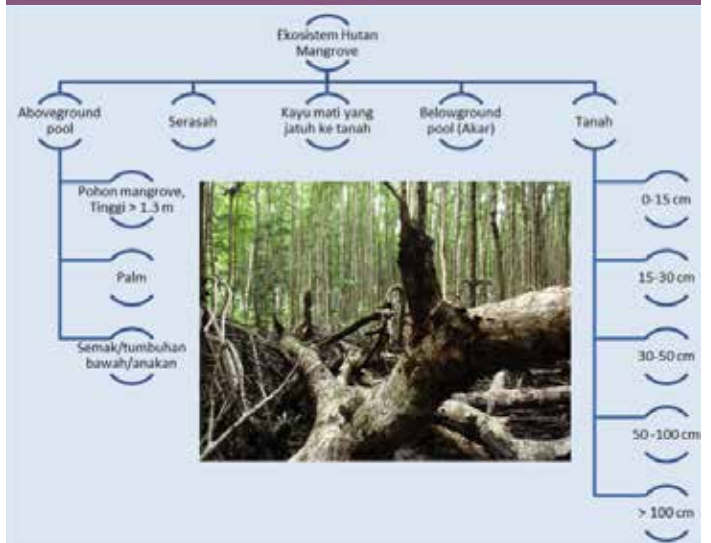 Ekosistem Hutan
Mangrove
Aboveground
pool
Serasah
Kayu mati yang
jatuh ke tanah
Belowground
pool (Akar)
Tanah
Pohon mangrove,
Tinggi > 1.3 m
Palm
Semak/tumbuhan
bawah/anakan
0-15 cm
15-30 cm
30-50 cm
50 -100 cm
> 100 cm